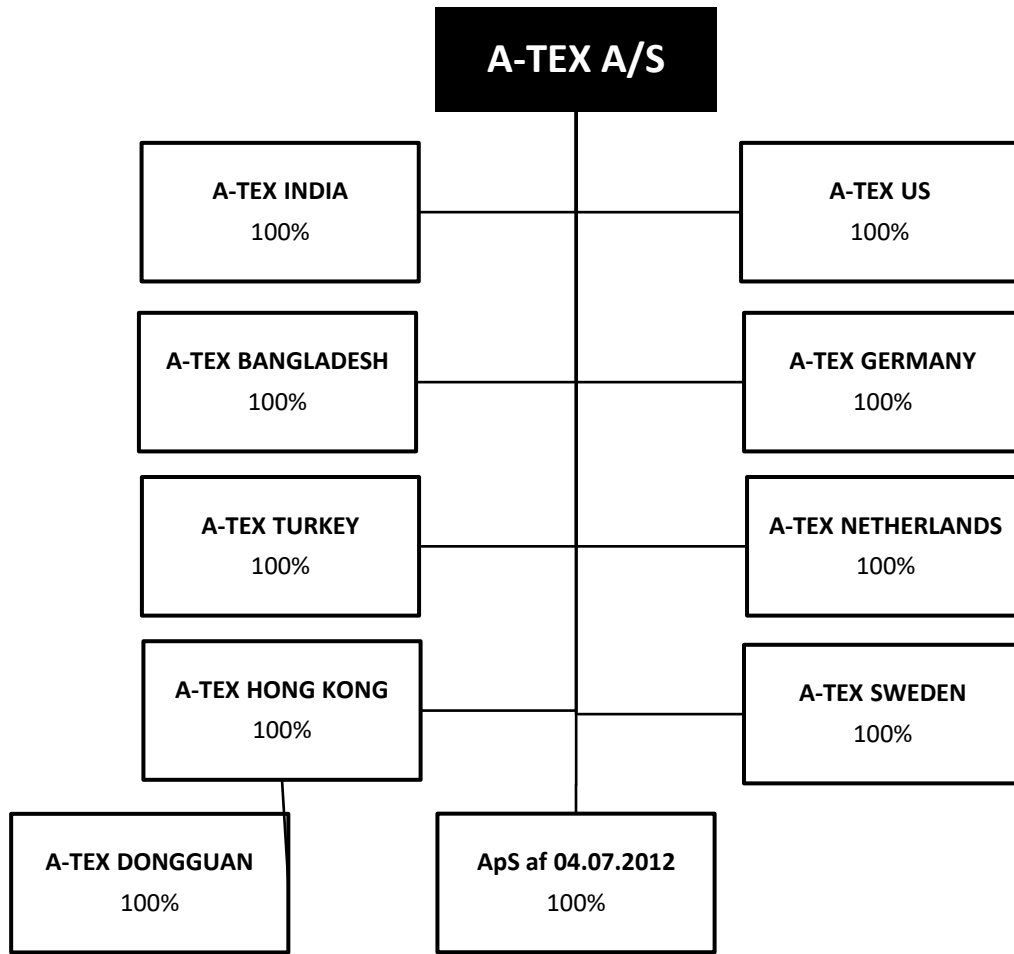 A-TEX A/S
A-TEX INDIA
100%
A-TEX US
100%
A-TEX BANGLADESH
100%
A-TEX GERMANY
100%
A-TEX TURKEY
100%
A-TEX NETHERLANDS
100%
A-TEX HONG KONG
100%
A-TEX SWEDEN
100%
A-TEX DONGGUAN
100%
ApS af 04.07.2012
100%